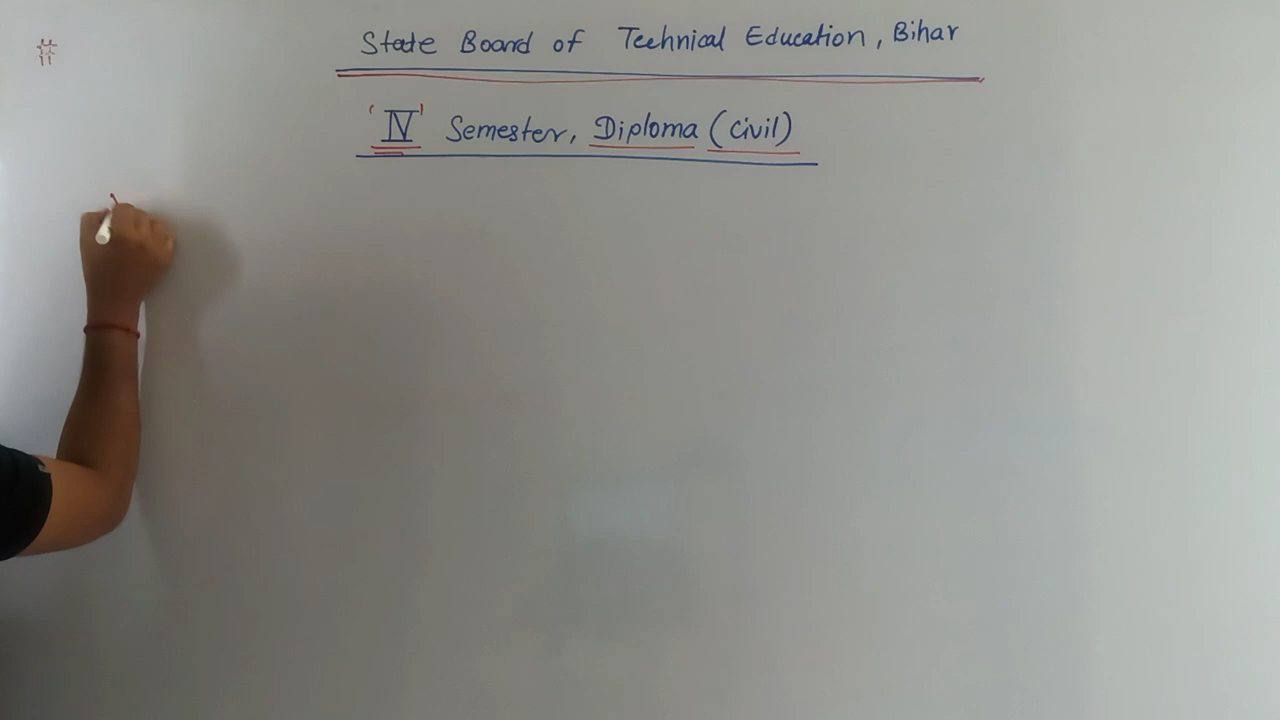 #
State Board of Technical Education, Bihar
'IV' Semester, Diploma (Civil)